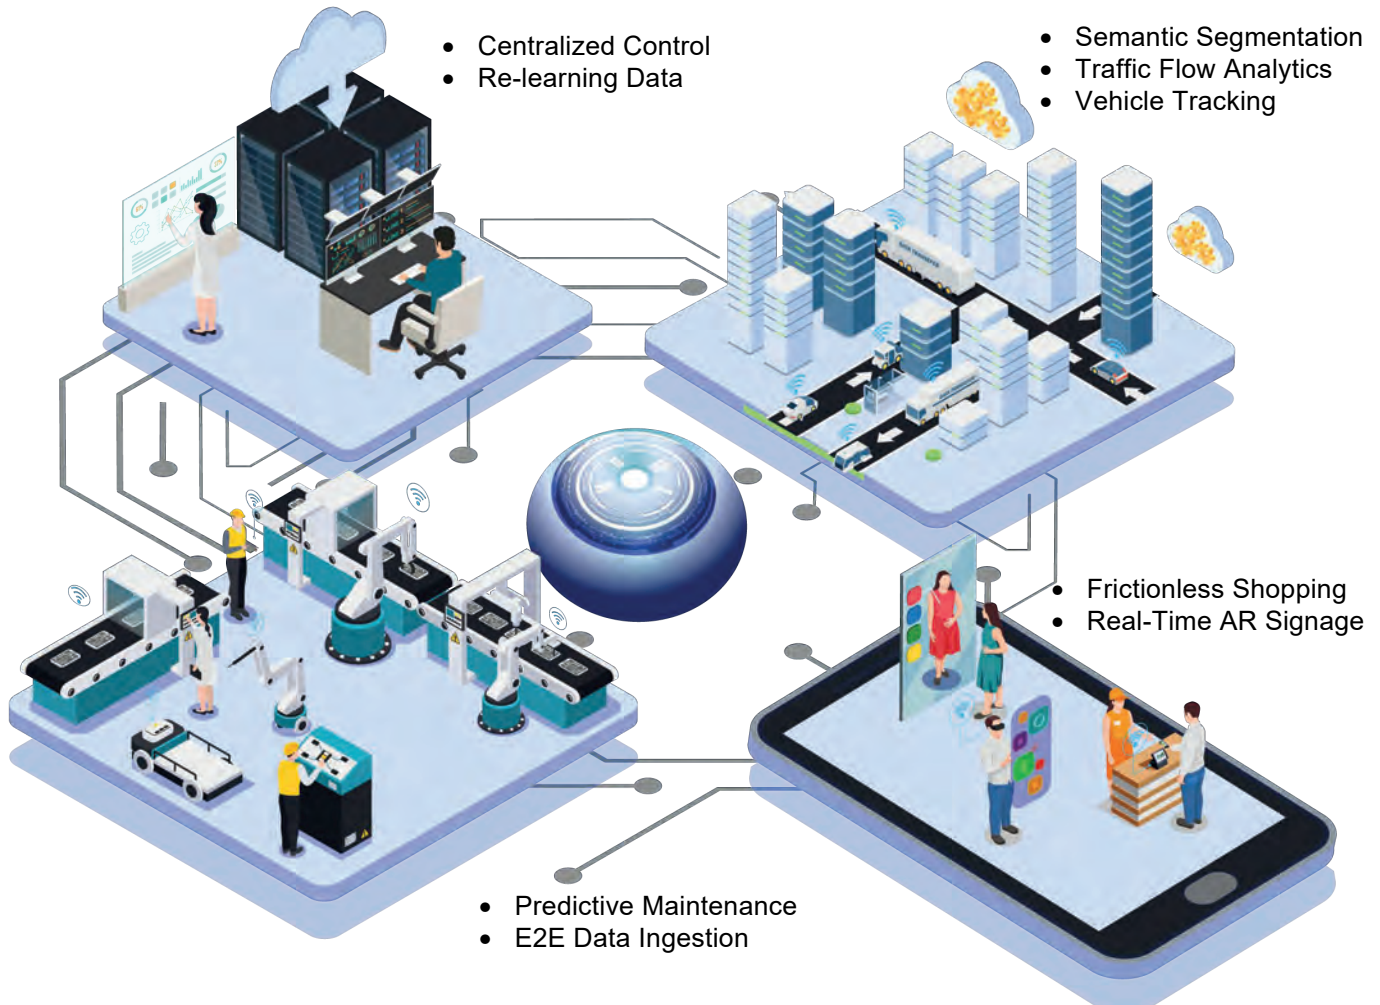 • Centralized Control
• Re-learning Data
• Semantic Segmentation
• Traffic Flow Analytics
• Vehicle Tracking
• Frictionless Shopping
• Real-Time AR Signage
• Predictive Maintenance
• E2E Data Ingestion